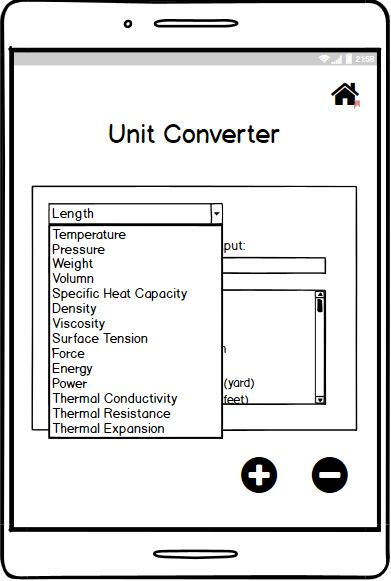 21:58
Unit Converter
Length
Temperature
put:
Pressure
Weight
Volumn
Specific Heat Capacity
Density
Viscosity
Surface Tension
Force
Energy
Power (yard)
Thermal Conductivity feet)
Thermal Resistance
Thermal Expansion